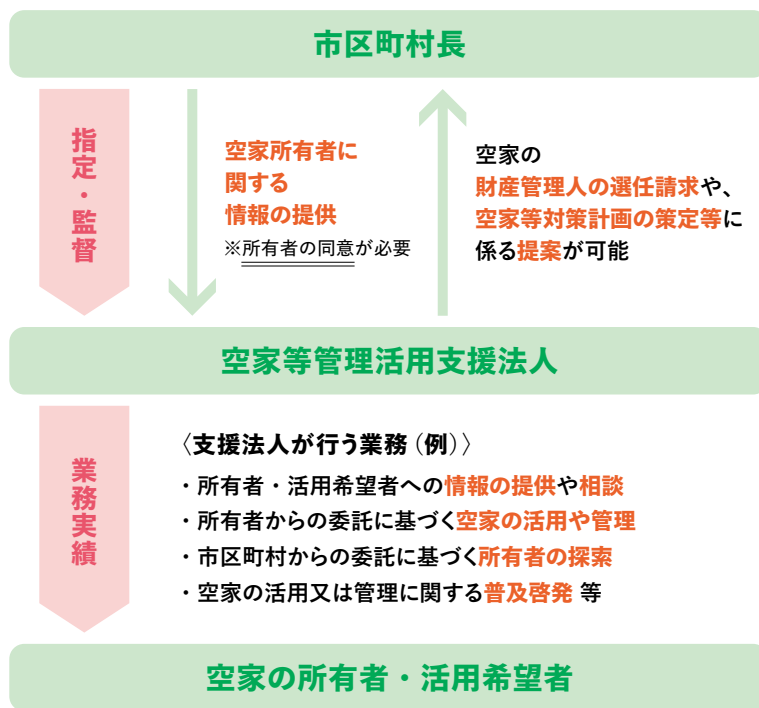 市区町村長
指定・監督
空家所有者に
関する
情報の提供
※所有者の同意が必要
空家の
財産管理人の選任請求や、
空家等対策計画の策定等に
係る提案が可能
空家等管理活用支援法人
業務実績
〈支援法人が行う業務（例）〉
・所有者・活用希望者への情報の提供や相談
・所有者からの委託に基づく空家の活用や管理
・市区町村からの委託に基づく所有者の探索
・空家の活用又は管理に関する普及啓発 等
空家の所有者・活用希望者